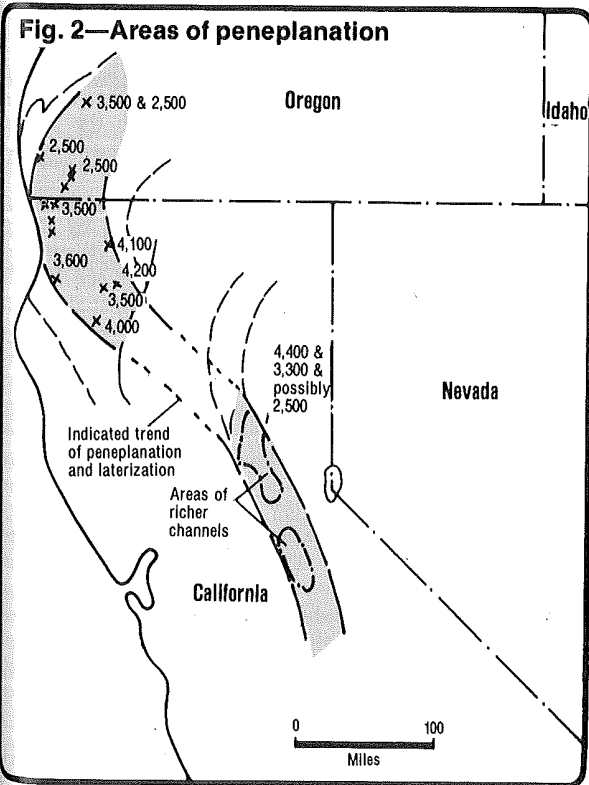 Fig. 2—Areas of peneplanation
Oregon
Idaho
3,500 & 2,500
2,500
2,500
3,500
4,100
3,600
4,200
3,500
4,000
4,400 &
3,300 &
possibly
2,500
Nevada
Indicated trend
of peneplanation
and laterization
Areas of
richer
channels
California
0
100
Miles